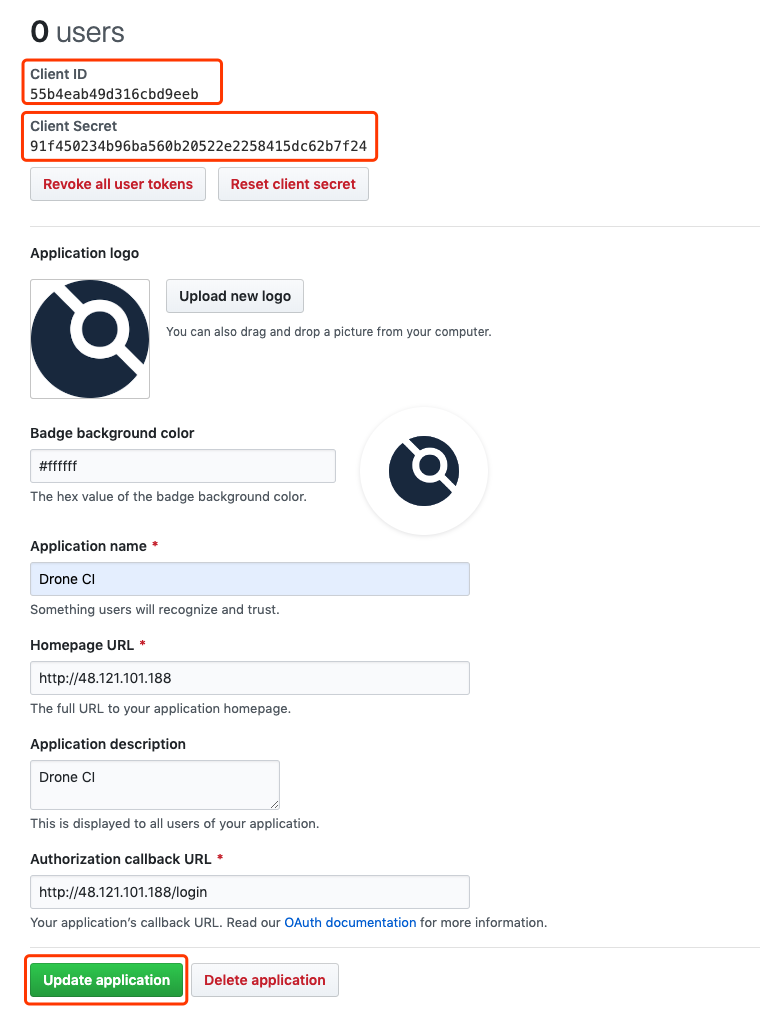 0 users
Client ID
55b4eab49d316cbd9eeb
Client Secret
91f450234b96ba560b20522e2258415dc62b7f24
Revoke all user tokens Reset client secret
Application logo
Upload new logo
You can also drag and drop a picture from your computer.
Badge background color
#ffffff
The hex value of the badge background color.
Application name *
Drone CI
Something users will recognize and trust.
Homepage URL *
http://48.121.101.188
The full URL to your application homepage.
Application description
Drone CI
This is displayed to all users of your application.
Authorization callback URL *
http://48.121.101.188/login
Your application’s callback URL. Read our OAuth documentation for more information.
Update application Delete application